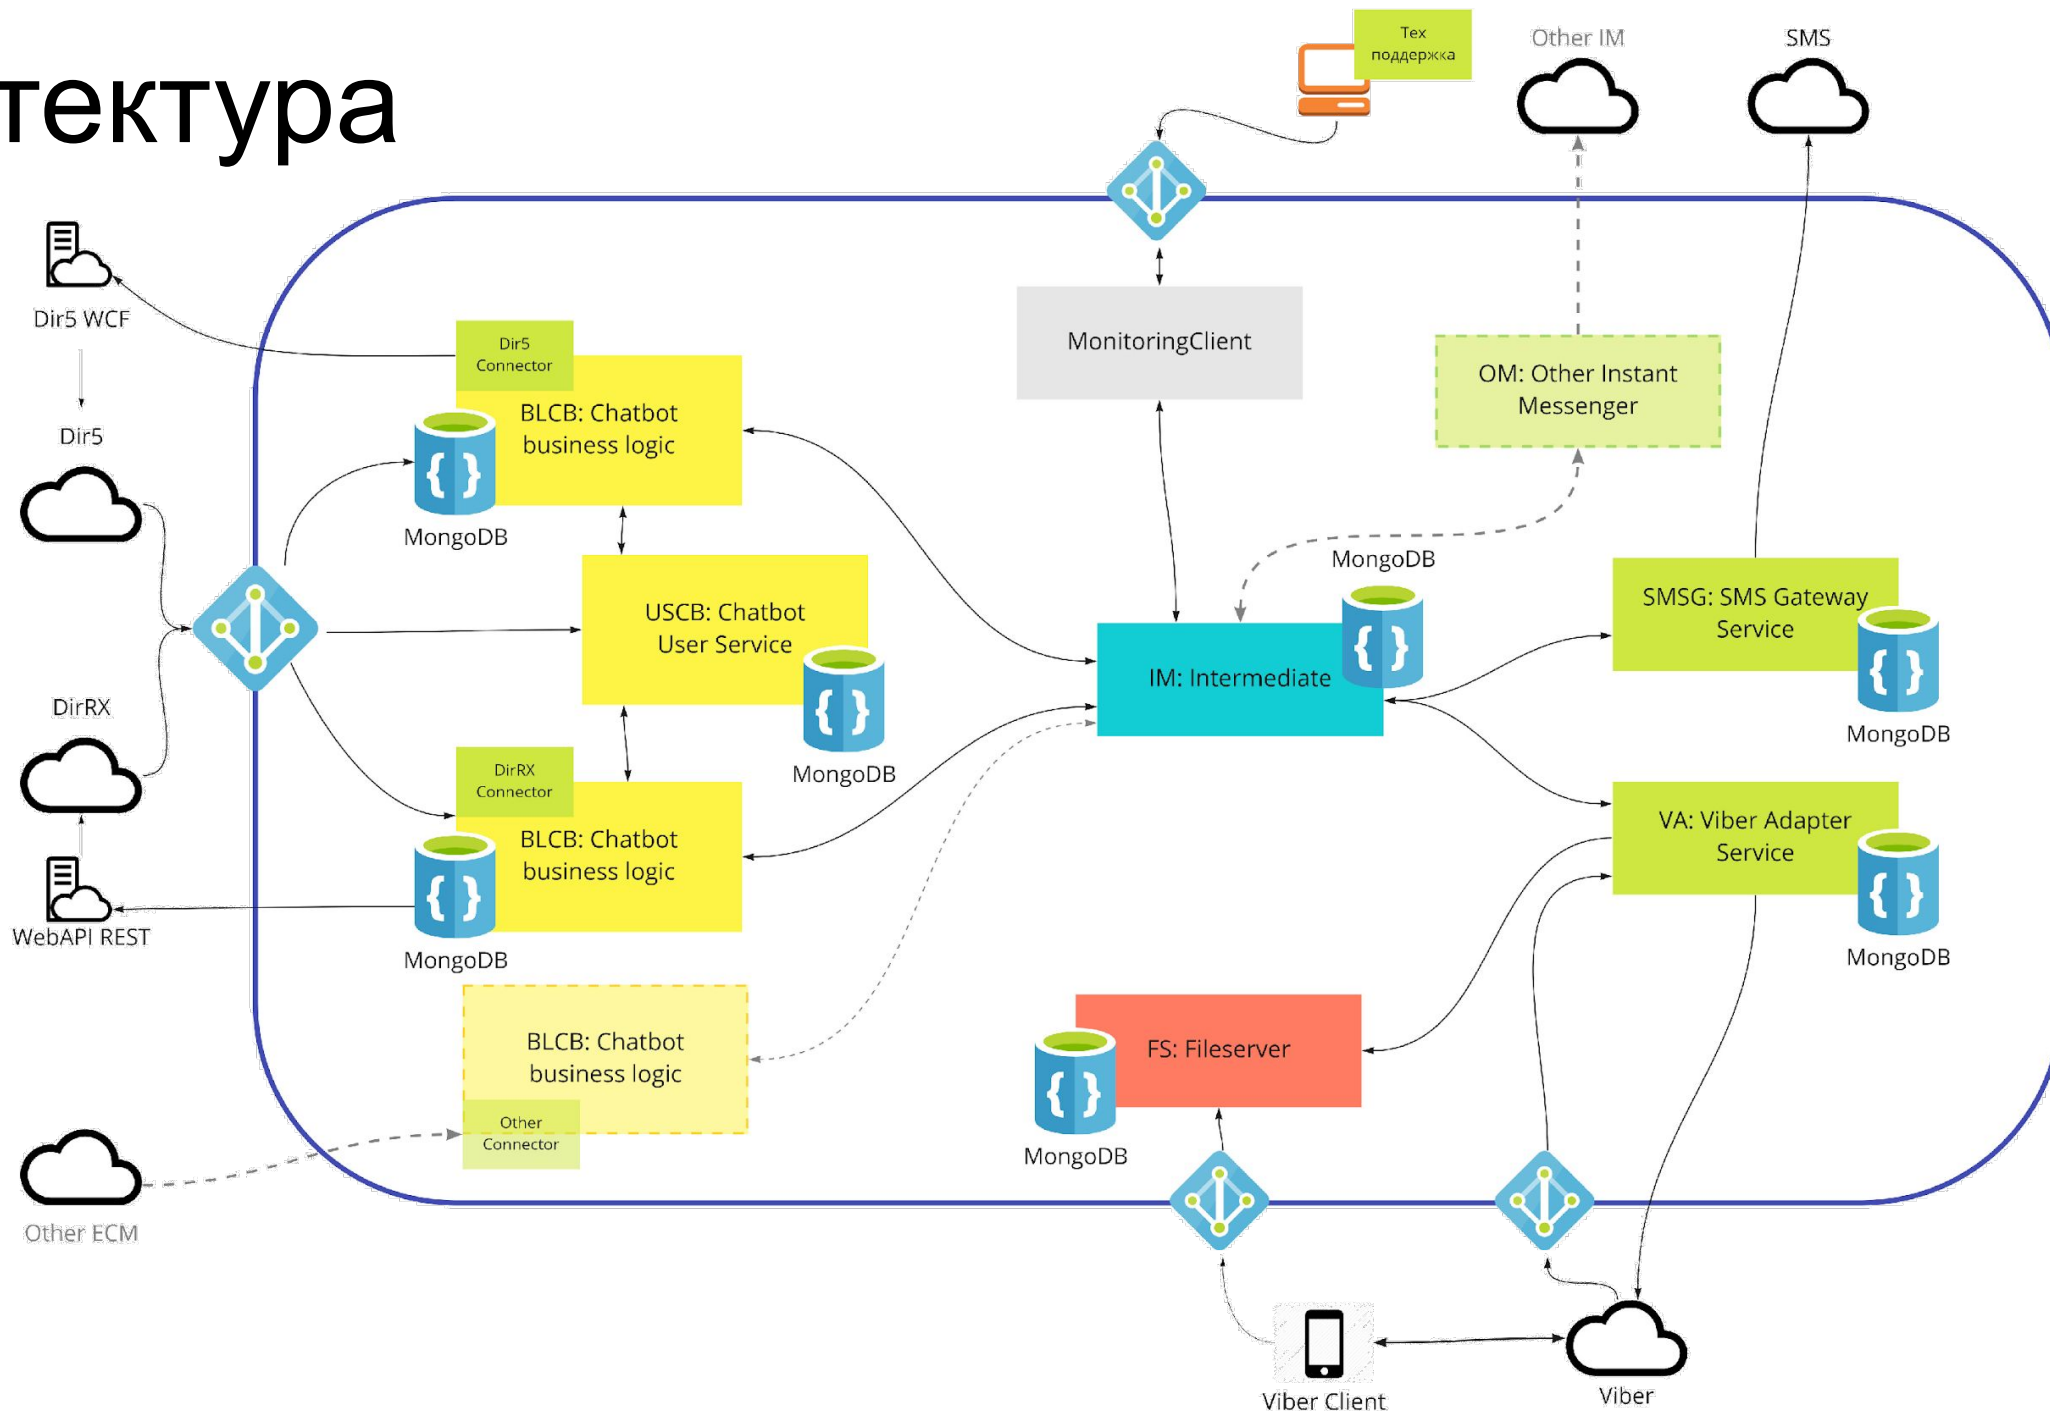 тектура
Тех
поддержка
Other IM
SMS
Dir5 WCF
Dir5
Connector
BLCB: Chatbot
business logic
MonitoringClient
OM: Other Instant
Messenger
Dir5
MongoDB
MongoDB
USCB: Chatbot
User Service
SMSG: SMS Gateway
Service
IM: Intermediate
DirRX
MongoDB
MongoDB
DirRX
Connector
BLCB: Chatbot
business logic
VA: Viber Adapter
Service
WebAPI REST
MongoDB
MongoDB
BLCB: Chatbot
business logic
FS: Fileserver
Other
Connector
MongoDB
Other ECM
Viber Client
Viber